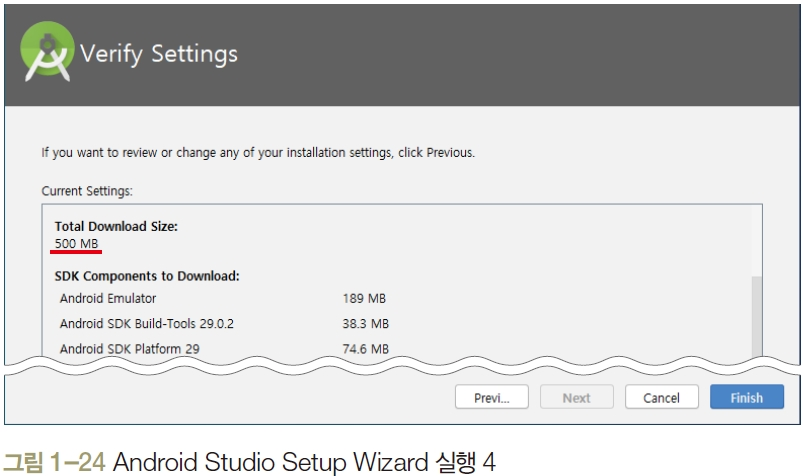 Verify Settings
If you want to review or change any of your installation settings, click Previous.
Current Settings:
Total Download Size:
500 MB
SDK Components to Download:
Android Emulator 189 MB
Android SDK Build-Tools 29.0.2 38.3 MB
Android SDK Platform 29 74.6 MB
Previ... Next Cancel Finish
그림 1-24 Android Studio Setup Wizard 실행 4